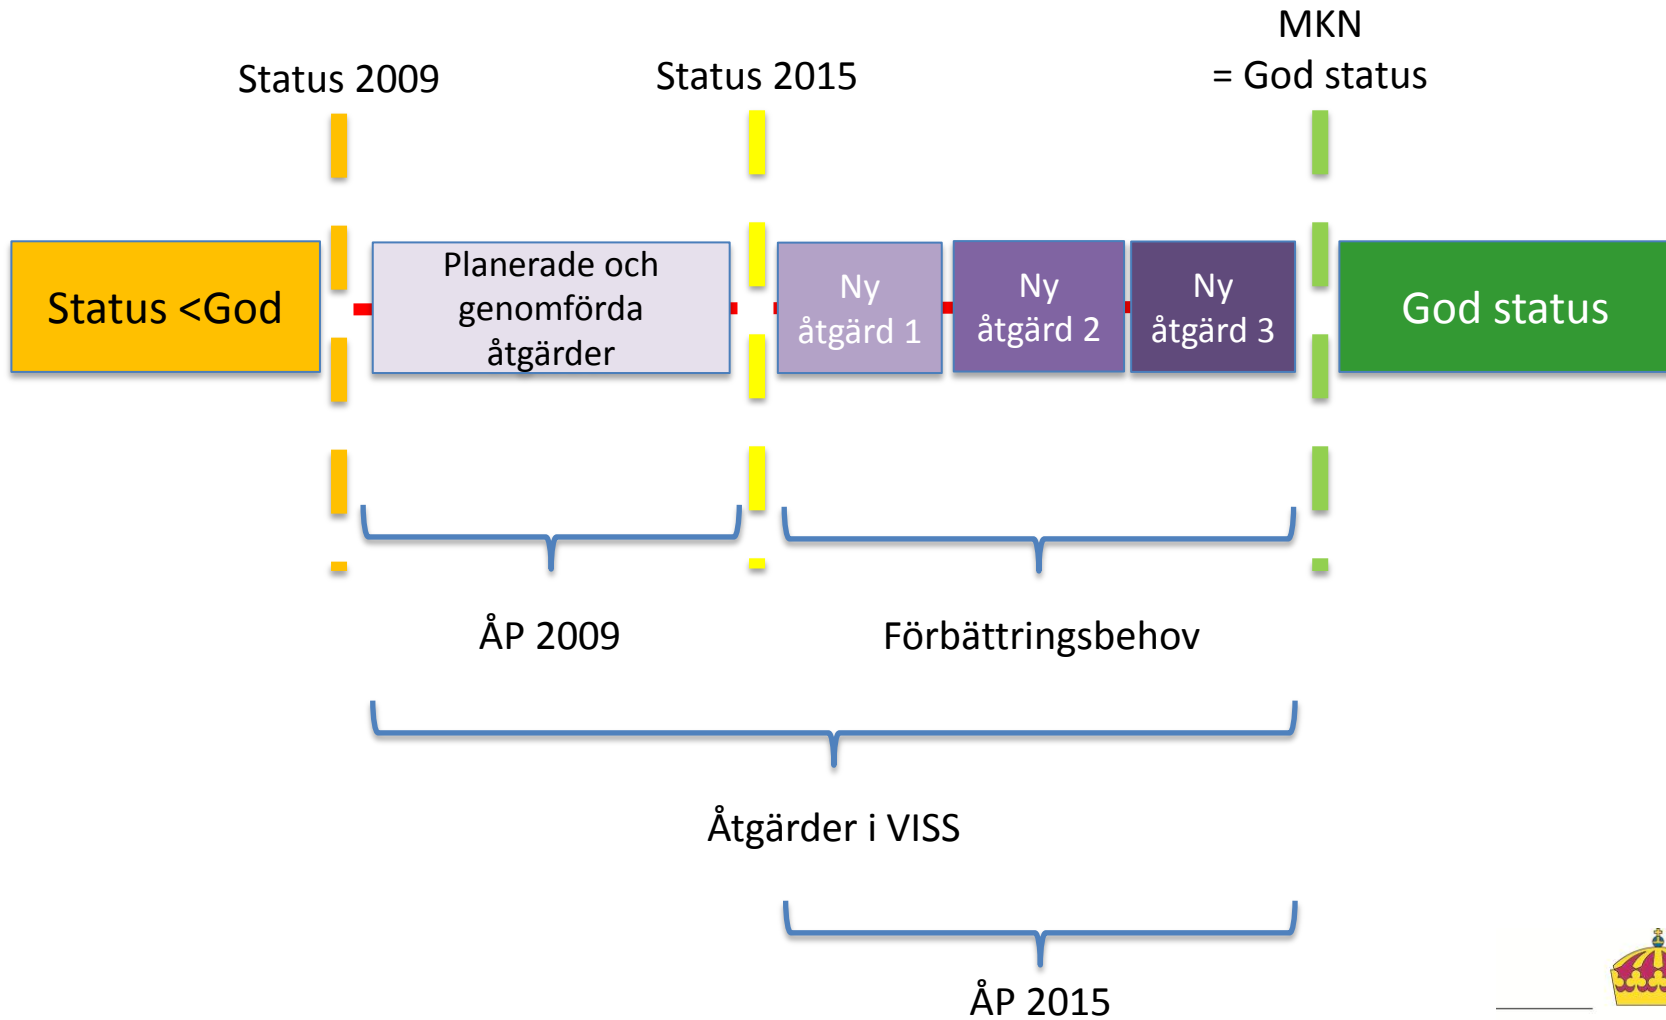 MKN
= God status
Status 2009
Status 2015
Status <God
Planerade och
genomförda
åtgärder
Ny
åtgärd 1
Ny
åtgärd 2
Ny
åtgärd 3
God status
ÅP 2009
Förbättringsbehov
Åtgärder i VISS
ÅP 2015